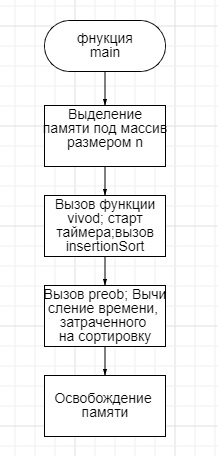 фнукция
main
Выделение
памяти под массив
размером n
Вызов функции
vivod; старт
таймера;вызов
insertionSort
Вызов preob; Вычи
сление времени,
затраченного
на сортировку
Освобождение
памяти